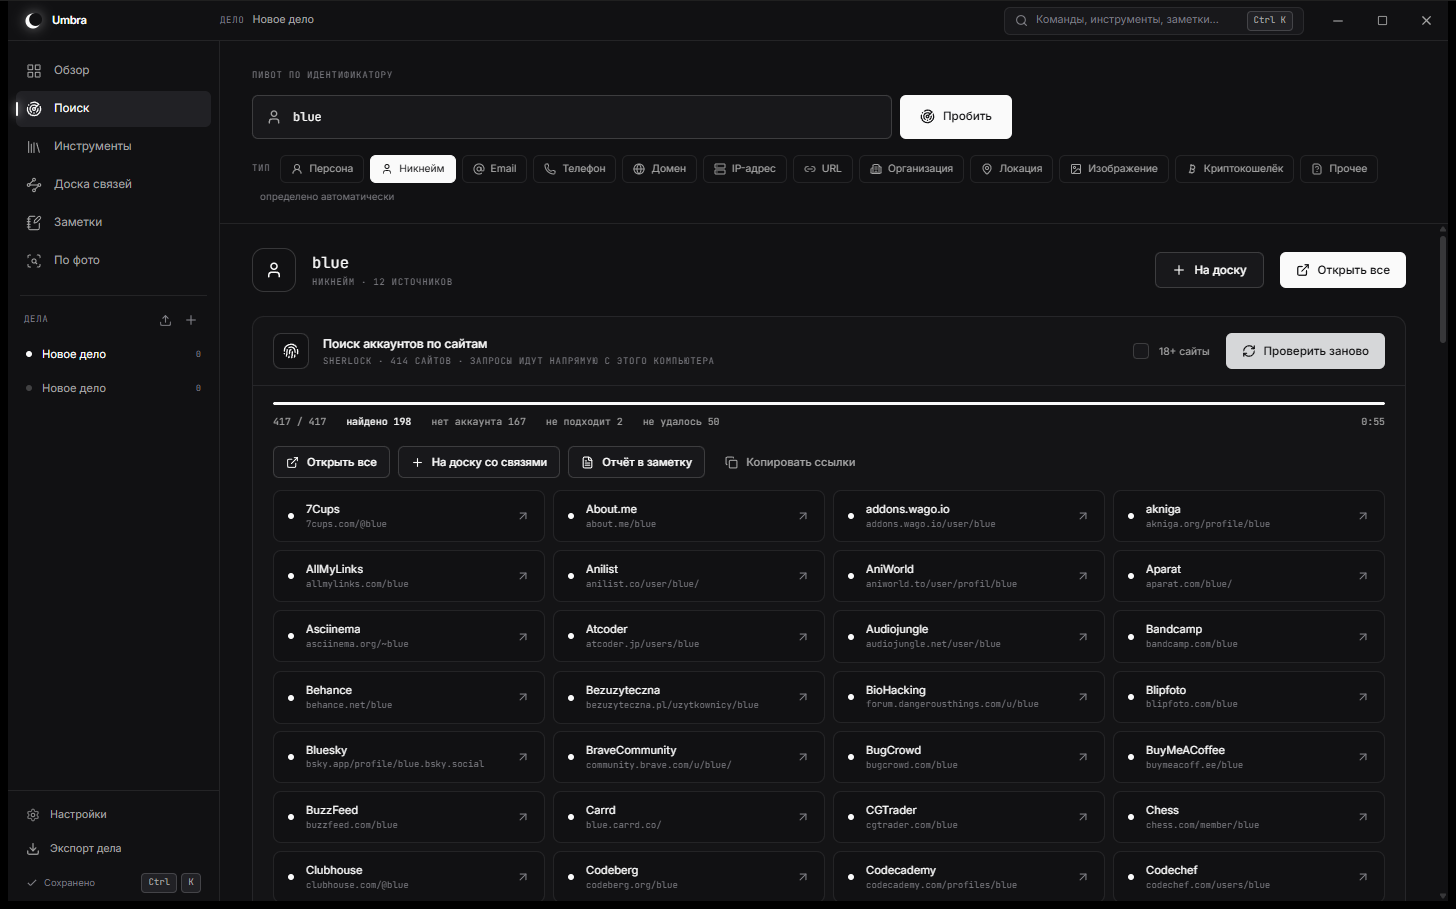 Umbra
ДЕЛО Новое дело
Команды, инструменты, заметки... Ctrl K
Обзор
Поиск
Инструменты
Доска связей
Заметки
По фото
ДЕЛА
Новое дело 0
Новое дело 0
Настройки
Экспорт дела
Сохранено Ctrl K
ПИВОТ ПО ИДЕНТИФИКАТОРУ
blue
Пробить
ТИП Персона Никнейм Email Телефон Домен IP-адрес URL Организация Локация Изображение Криптокошелёк Прочее
определено автоматически
blue
НИКНЕЙМ · 12 ИСТОЧНИКОВ
На доску
Открыть все
Поиск аккаунтов по сайтам
SHERLOCK · 414 САЙТОВ · ЗАПРОСЫ ИДУТ НАПРЯМУЮ С ЭТОГО КОМПЬЮТЕРА
18+ сайты
Проверить заново
417 / 417 найдено 198 нет аккаунта 167 не подходит 2 не удалось 50 0:55
Открыть все На доску со связями Отчёт в заметку Копировать ссылки
7Cups
7cups.com/@blue
About.me
about.me/blue
addons.wago.io
addons.wago.io/user/blue
akniga
akniga.org/profile/blue
AllMyLinks
allmylinks.com/blue
Anilist
anilist.co/user/blue/
AniWorld
aniworld.to/user/profil/blue
Aparat
aparat.com/blue/
Asciinema
asciinema.org/~blue
Atcoder
atcoder.jp/users/blue
Audiojungle
audiojungle.net/user/blue
Bandcamp
bandcamp.com/blue
Behance
behance.net/blue
Bezuzyteczna
bezuzyteczna.pl/uzytkownicy/blue
BioHacking
forum.dangerousthings.com/u/blue
Blipfoto
blipfoto.com/blue
Bluesky
bsky.app/profile/blue.bsky.social
BraveCommunity
community.brave.com/u/blue/
BugCrowd
bugcrowd.com/blue
BuyMeACoffee
buymeacoff.ee/blue
BuzzFeed
buzzfeed.com/blue
Carrd
blue.carrd.co/
CGTrader
cgtrader.com/blue
Chess
chess.com/member/blue
Clubhouse
clubhouse.com/@blue
Codeberg
codeberg.org/blue
Codecademy
codecademy.com/profiles/blue
Codechef
codechef.com/users/blue